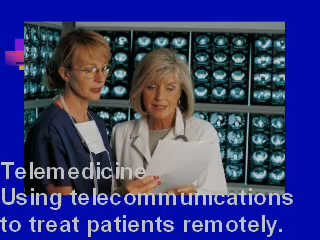 Telemedicine
Using telecommunications
to treat patients remotely.